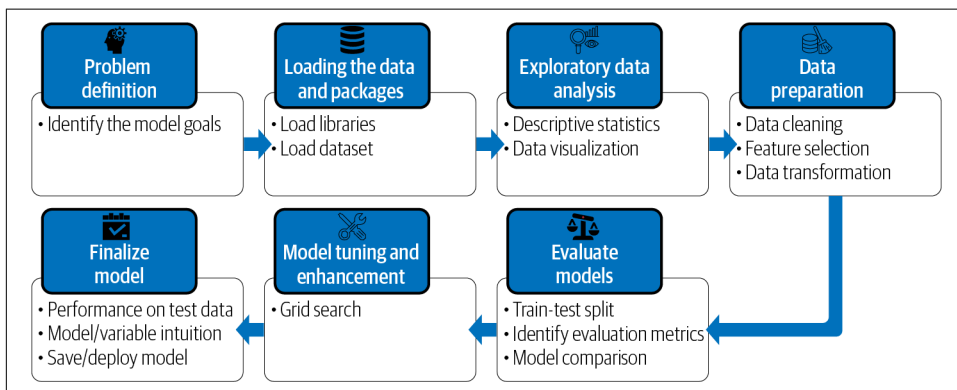 Problem
definition
• Identify the model goals
Loading the data
and packages
• Load libraries
• Load dataset
Exploratory data
analysis
• Descriptive statistics
• Data visualization
Data
preparation
• Data cleaning
• Feature selection
• Data transformation
Evaluate
models
• Train-test split
• Identify evaluation metrics
• Model comparison
Model tuning and
enhancement
• Grid search
Finalize
model
• Performance on test data
• Model/variable intuition
• Save/deploy model